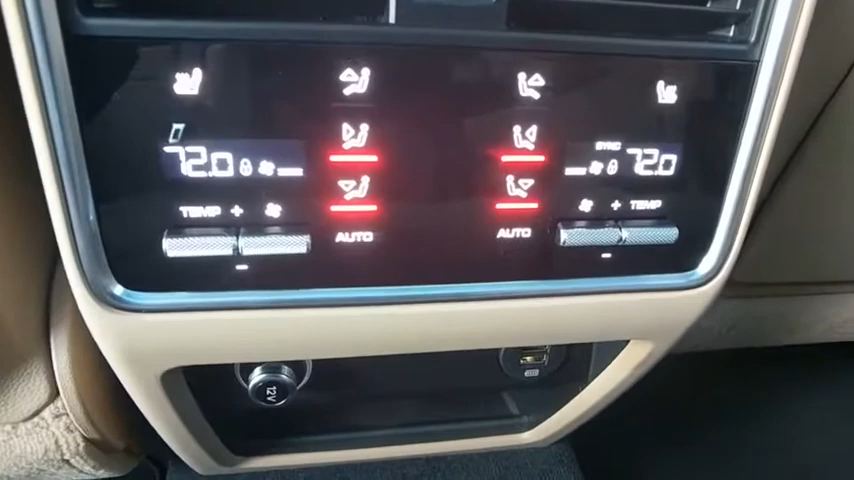 SYNC
72.0
72.0
TEMP +
+ TEMP
AUTO
AUTO
12V